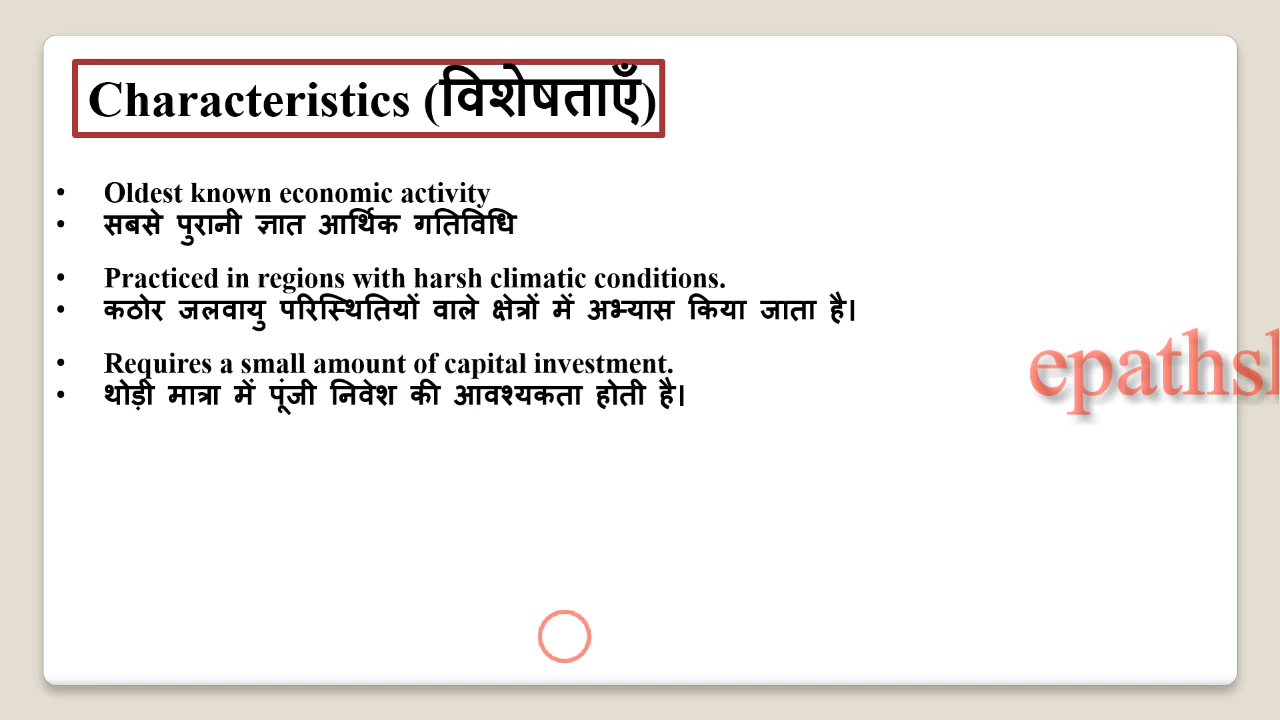 Characteristics (विशेषताएँ)
• Oldest known economic activity
• सबसे पुरानी ज्ञात आर्थिक गतिविधि
• Practiced in regions with harsh climatic conditions.
• कठोर जलवायु परिस्थितियों वाले क्षेत्रों में अभ्यास किया जाता है।
• Requires a small amount of capital investment.
• थोड़ी मात्रा में पूंजी निवेश की आवश्यकता होती है।